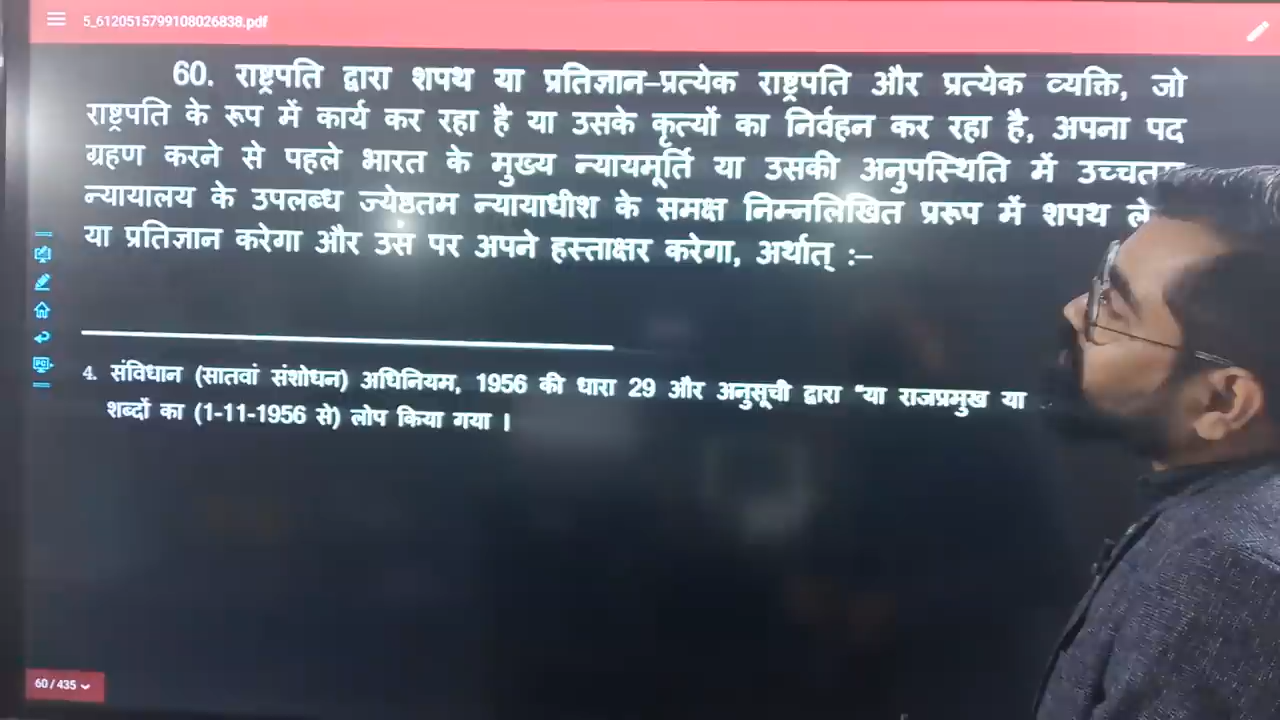 5_6120515799108026838.pdf
60. राष्ट्रपति द्वारा शपथ या प्रतिज्ञान–प्रत्येक राष्ट्रपति और प्रत्येक व्यक्ति, जो
राष्ट्रपति के रूप में कार्य कर रहा है या उसके कृत्यों का निर्वहन कर रहा है, अपना पद
ग्रहण करने से पहले भारत के मुख्य न्यायमूर्ति या उसकी अनुपस्थिति में
न्यायालय के उपलब्ध ज्येष्ठतम न्यायाधीश के समक्ष निम्नलिखित प्ररूप में शपथ
या प्रतिज्ञान करेगा और उस पर अपने हस्ताक्षर करेगा, अर्थात् :–
4. संविधान (सातवां संशोधन) अधिनियम, 1956 की धारा 29 और अनुसूची द्वारा “या राजप्रमुख या
शब्दों का (1-11-1956 से) लोप किया गया ।
PC
60 / 435